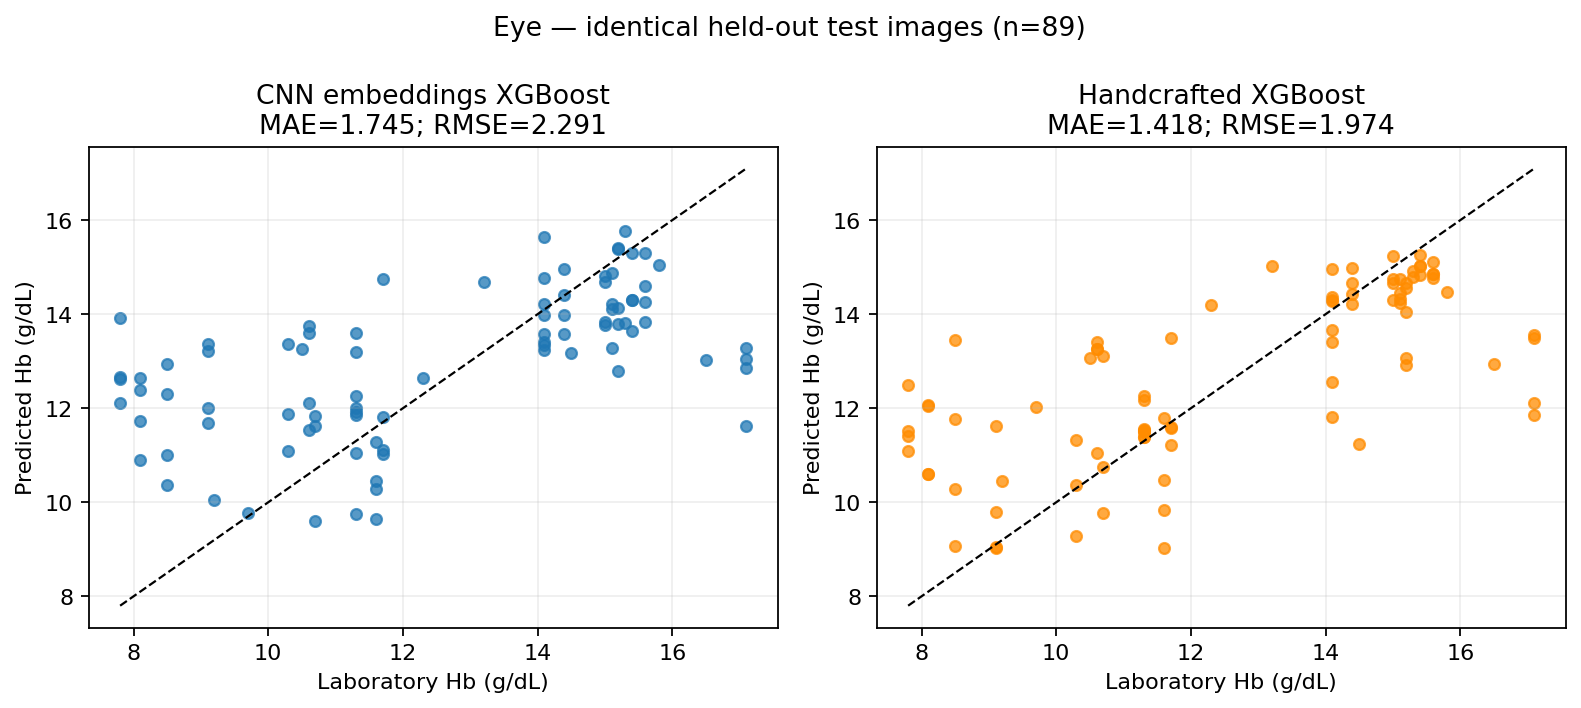 Eye — identical held-out test images (n=89)
CNN embeddings XGBoost
MAE=1.745; RMSE=2.291
Predicted Hb (g/dL)
16
14
12
10
8
8 10 12 14 16
Laboratory Hb (g/dL)
Handcrafted XGBoost
MAE=1.418; RMSE=1.974
Predicted Hb (g/dL)
16
14
12
10
8
8 10 12 14 16
Laboratory Hb (g/dL)